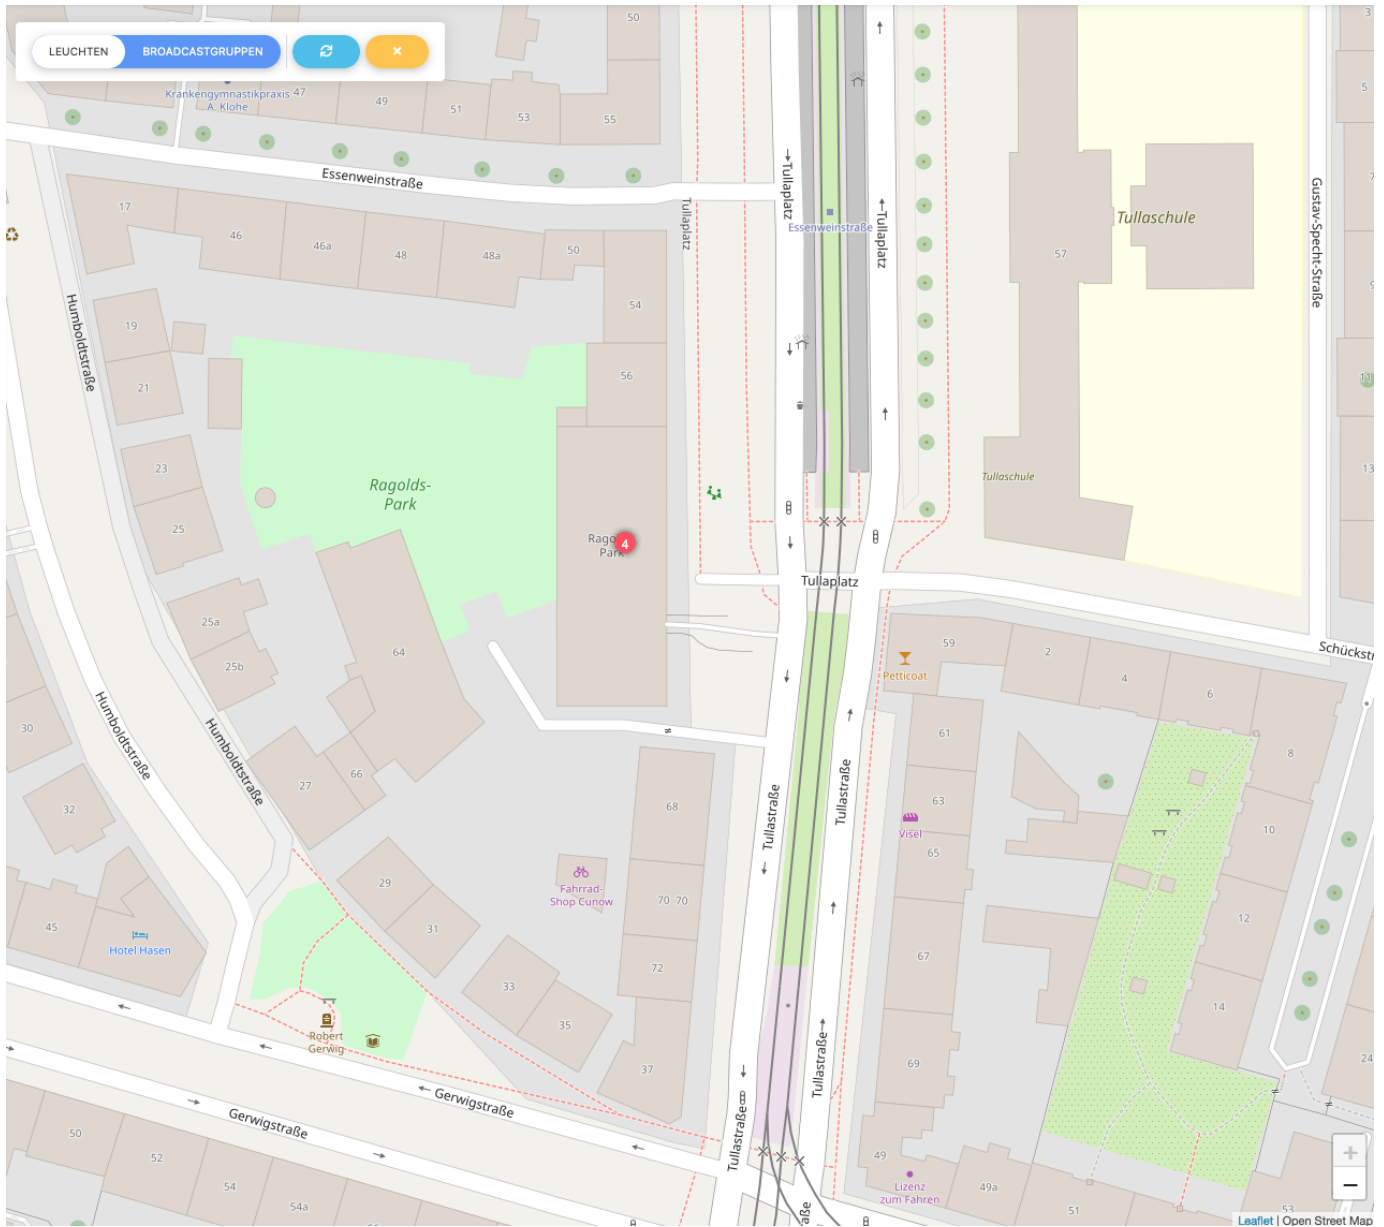 LEUCHTEN
BROADCASTGRUPPEN
50
3
Krankengymnastikpraxis
A. Klohe
47
49
51
53
55
5
Essenweinstraße
Tullaplatz
Tullaplatz
Tullaplatz
Essenweinstraße
Tullaschule
Gustav-Specht-Straße
17
46
46a
48
48a
50
54
57
Humboldtstraße
19
21
56
11
23
25
Ragolds-
Park
Tullaschule
13
Park
4
Tullaplatz
25a
25b
64
59
2
4
6
8
Petticoat
30
Humboldtstraße
Humboldtstraße
27
66
32
68
61
63
65
Visel
10
Tullastraße
Tullastraße
29
31
Fahrrad-
Shop Cunow
70 70
72
12
45
Hotel Hasen
33
35
37
67
14
Robert
Gerwig
69
Tullastraße
Tullastraße
24
Gerwigstraße
Gerwigstraße
50
52
54
54a
49
49a
51
53
Lizenz
zum Fahren
+
−
Leaflet | Open Street Map